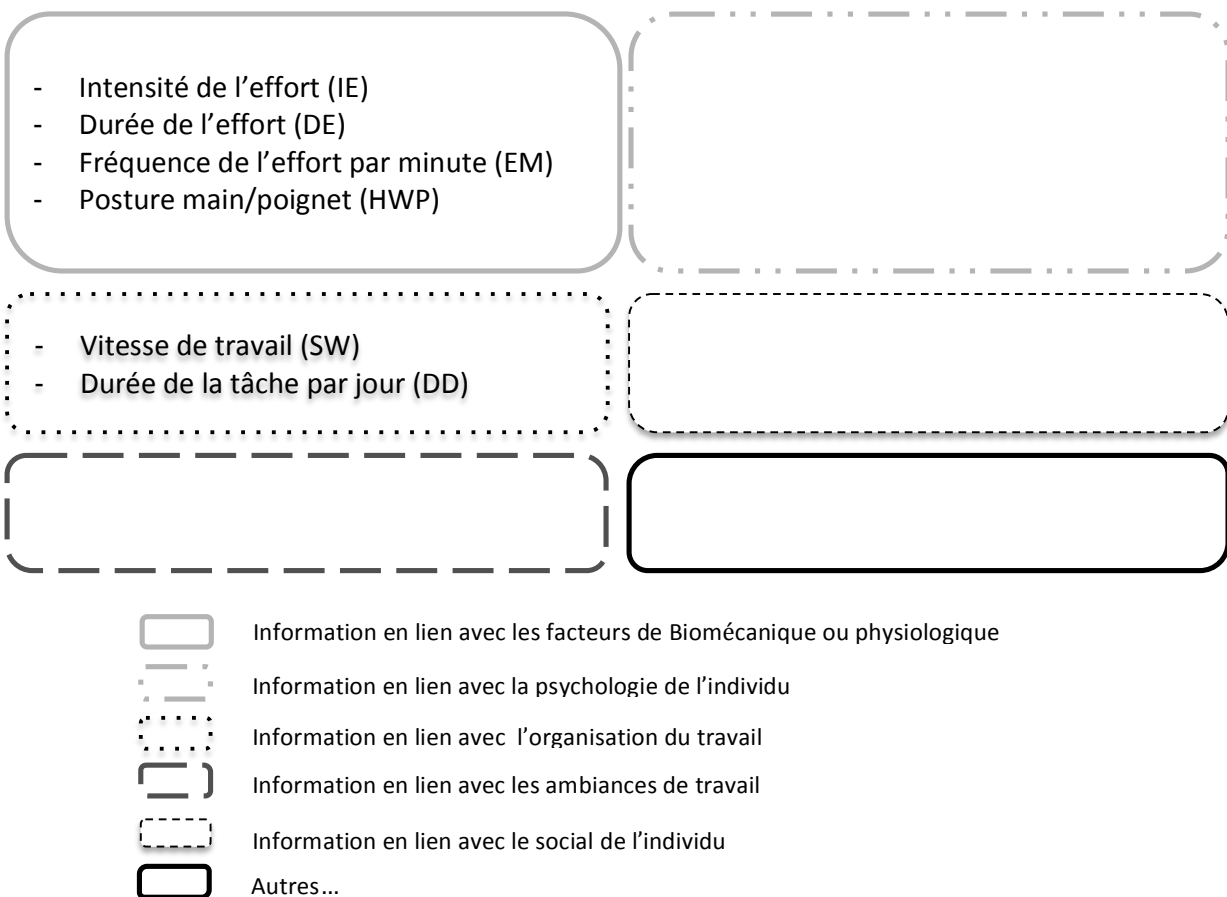 - Intensité de l’effort (IE)
- Durée de l’effort (DE)
- Fréquence de l’effort par minute (EM)
- Posture main/poignet (HWP)
- Vitesse de travail (SW)
- Durée de la tâche par jour (DD)
Information en lien avec les facteurs de Biomécanique ou physiologique
Information en lien avec la psychologie de l’individu
Information en lien avec l’organisation du travail
Information en lien avec les ambiances de travail
Information en lien avec le social de l’individu
Autres...